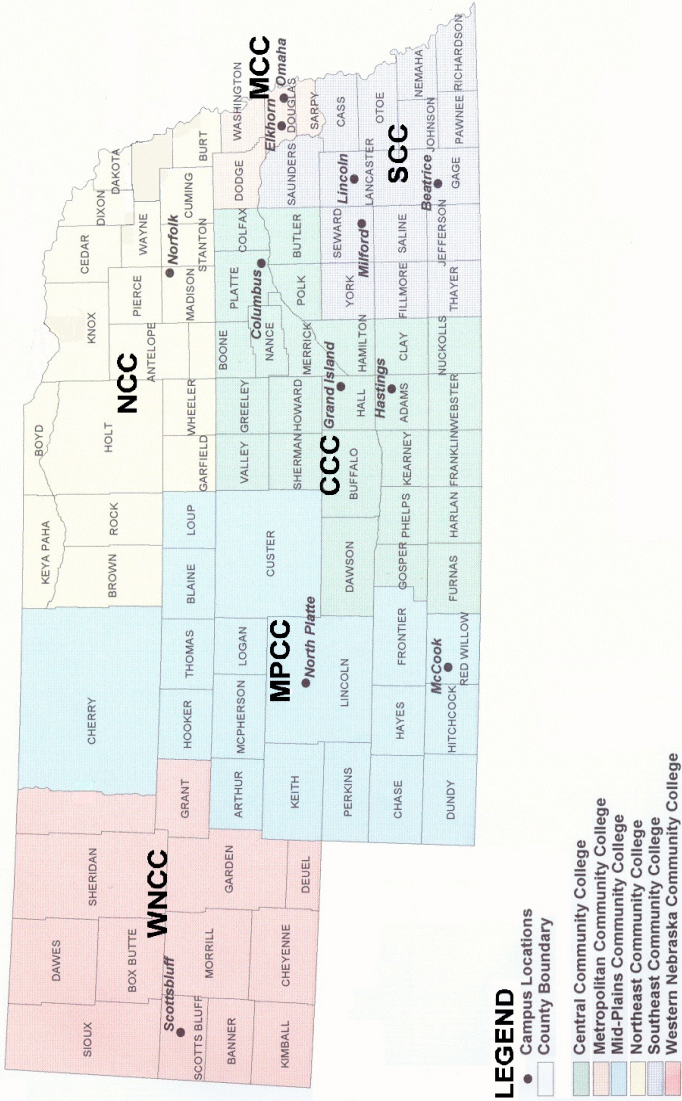 SIOUX
DAWES
SHERIDAN
CHERRY
KEYA PAHA
BOYD
BROWN
ROCK
HOLT
KNOX
CEDAR
DIXON
DAKOTA
ANTELOPE
PIERCE
WAYNE
NCC
BOX BUTTE
WNCC
Scottsbluff
SCOTTS BLUFF
MORRILL
GARDEN
GRANT
HOOKER
THOMAS
BLAINE
LOUP
GARFIELD
WHEELER
MADISON
Norfolk
STANTON
CUMING
BURT
BANNER
KIMBALL
CHEYENNE
DEUEL
ARTHUR
MCPHERSON
LOGAN
CUSTER
VALLEY
GREELEY
BOONE
PLATTE
COLFAX
DODGE
WASHINGTON
MCC
Columbus
NANCE
Elkhorn
Omaha
DOUGLAS
KEITH
MPCC
North Platte
SHERMAN
HOWARD
MERRICK
POLK
BUTLER
SAUNDERS
SARPY
PERKINS
LINCOLN
DAWSON
CCC
BUFFALO
Grand Island
HALL
HAMILTON
YORK
SEWARD
Milford
Lincoln
LANCASTER
CASS
CHASE
HAYES
FRONTIER
GOSPER
PHELPS
KEARNEY
Hastings
ADAMS
CLAY
FILLMORE
SALINE
SCC
OTOE
DUNDY
HITCHCOCK
McCook
RED WILLOW
FURNAS
HARLAN
FRANKLIN
WEBSTER
NUCKOLLS
THAYER
JEFFERSON
Beatrice
GAGE
JOHNSON
NEMAHA
PAWNEE
RICHARDSON
LEGEND
Campus Locations
County Boundary
Central Community College
Metropolitan Community College
Mid-Plains Community College
Northeast Community College
Southeast Community College
Western Nebraska Community College